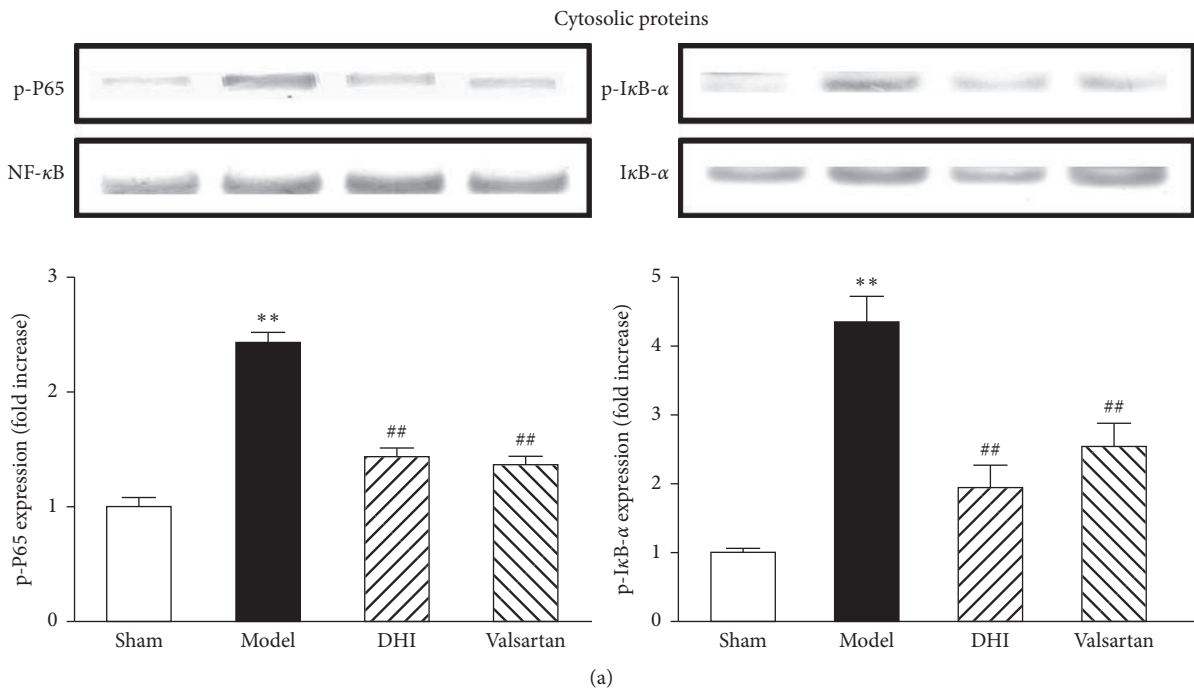 Cytosolic proteins
p-P65
NF-κB
p-IκB-α
IκB-α
p-P65 expression (fold increase)
3
2
1
0
**
##
##
Sham Model DHI Valsartan
p-IκB-α expression (fold increase)
5
4
3
2
1
0
**
##
##
Sham Model DHI Valsartan
(a)